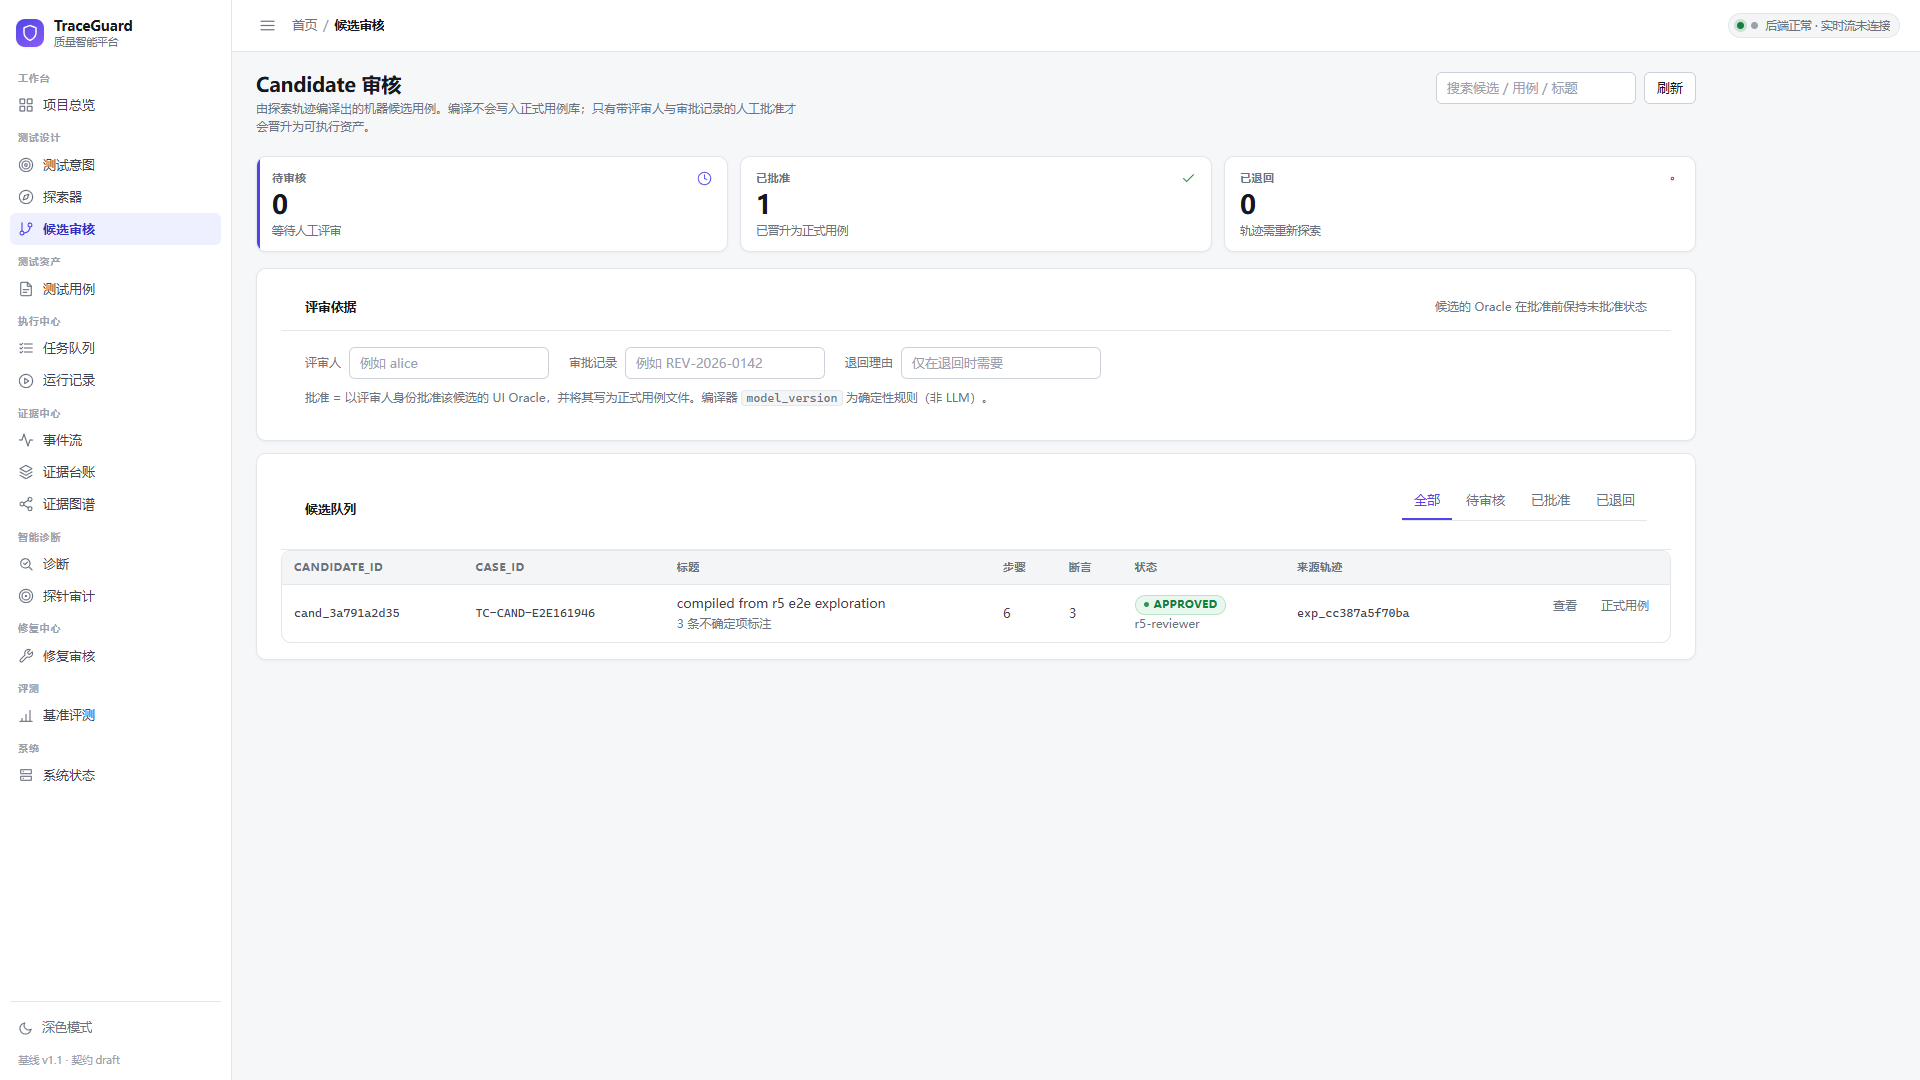 TraceGuard
质量智能平台
工作台
项目总览
测试设计
测试意图
探索器
候选审核
测试资产
测试用例
执行中心
任务队列
运行记录
证据中心
事件流
证据台账
证据图谱
智能诊断
诊断
探针审计
修复中心
修复审核
评测
基准评测
系统
系统状态
深色模式
基线 v1.1 · 契约 draft
首页 / 候选审核
后端正常 · 实时流未连接
Candidate 审核
由探索轨迹编译出的机器候选用例。编译不会写入正式用例库；只有带评审人与审批记录的人工批准才
会晋升为可执行资产。
搜索候选 / 用例 / 标题
刷新
待审核
0
等待人工评审
已批准
1
已晋升为正式用例
已退回
0
轨迹需重新探索
评审依据
候选的 Oracle 在批准前保持未批准状态
评审人 例如 alice 审批记录 例如 REV-2026-0142 退回理由 仅在退回时需要
批准 = 以评审人身份批准该候选的 UI Oracle，并将其写为正式用例文件。编译器 model_version 为确定性规则（非 LLM）。
候选队列
全部 待审核 已批准 已退回
CANDIDATE_ID CASE_ID 标题 步骤 断言 状态 来源轨迹
cand_3a791a2d35 TC-CAND-E2E161946 compiled from r5 e2e exploration 6 3 APPROVED exp_cc387a5f70ba 查看 正式用例
3 条不确定项标注 r5-reviewer